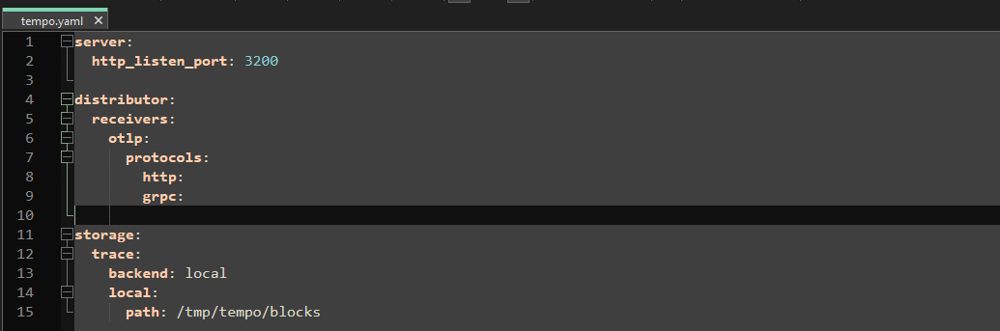 tempo.yaml ×
1 server:
2   http_listen_port: 3200
3
4 distributor:
5   receivers:
6     otlp:
7       protocols:
8         http:
9         grpc:
10
11 storage:
12   trace:
13     backend: local
14     local:
15       path: /tmp/tempo/blocks